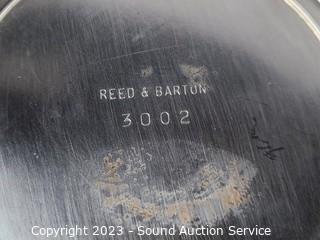 REED & BARTON
3002
Copyright 2023 - Sound Auction Service